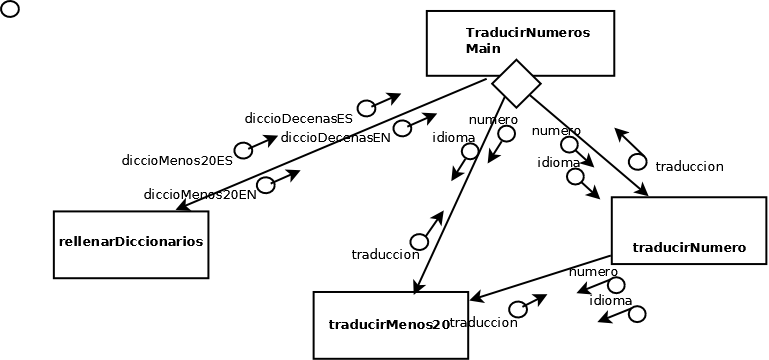 TraducirNumeros
Main
diccioDecenasES
numero
diccioDecenasEN
idioma
numero
diccioMenos20ES
idioma
traduccion
diccioMenos20EN
rellenarDiccionarios
traducirNumero
traduccion
numero
idioma
traducirMenos20
traduccion